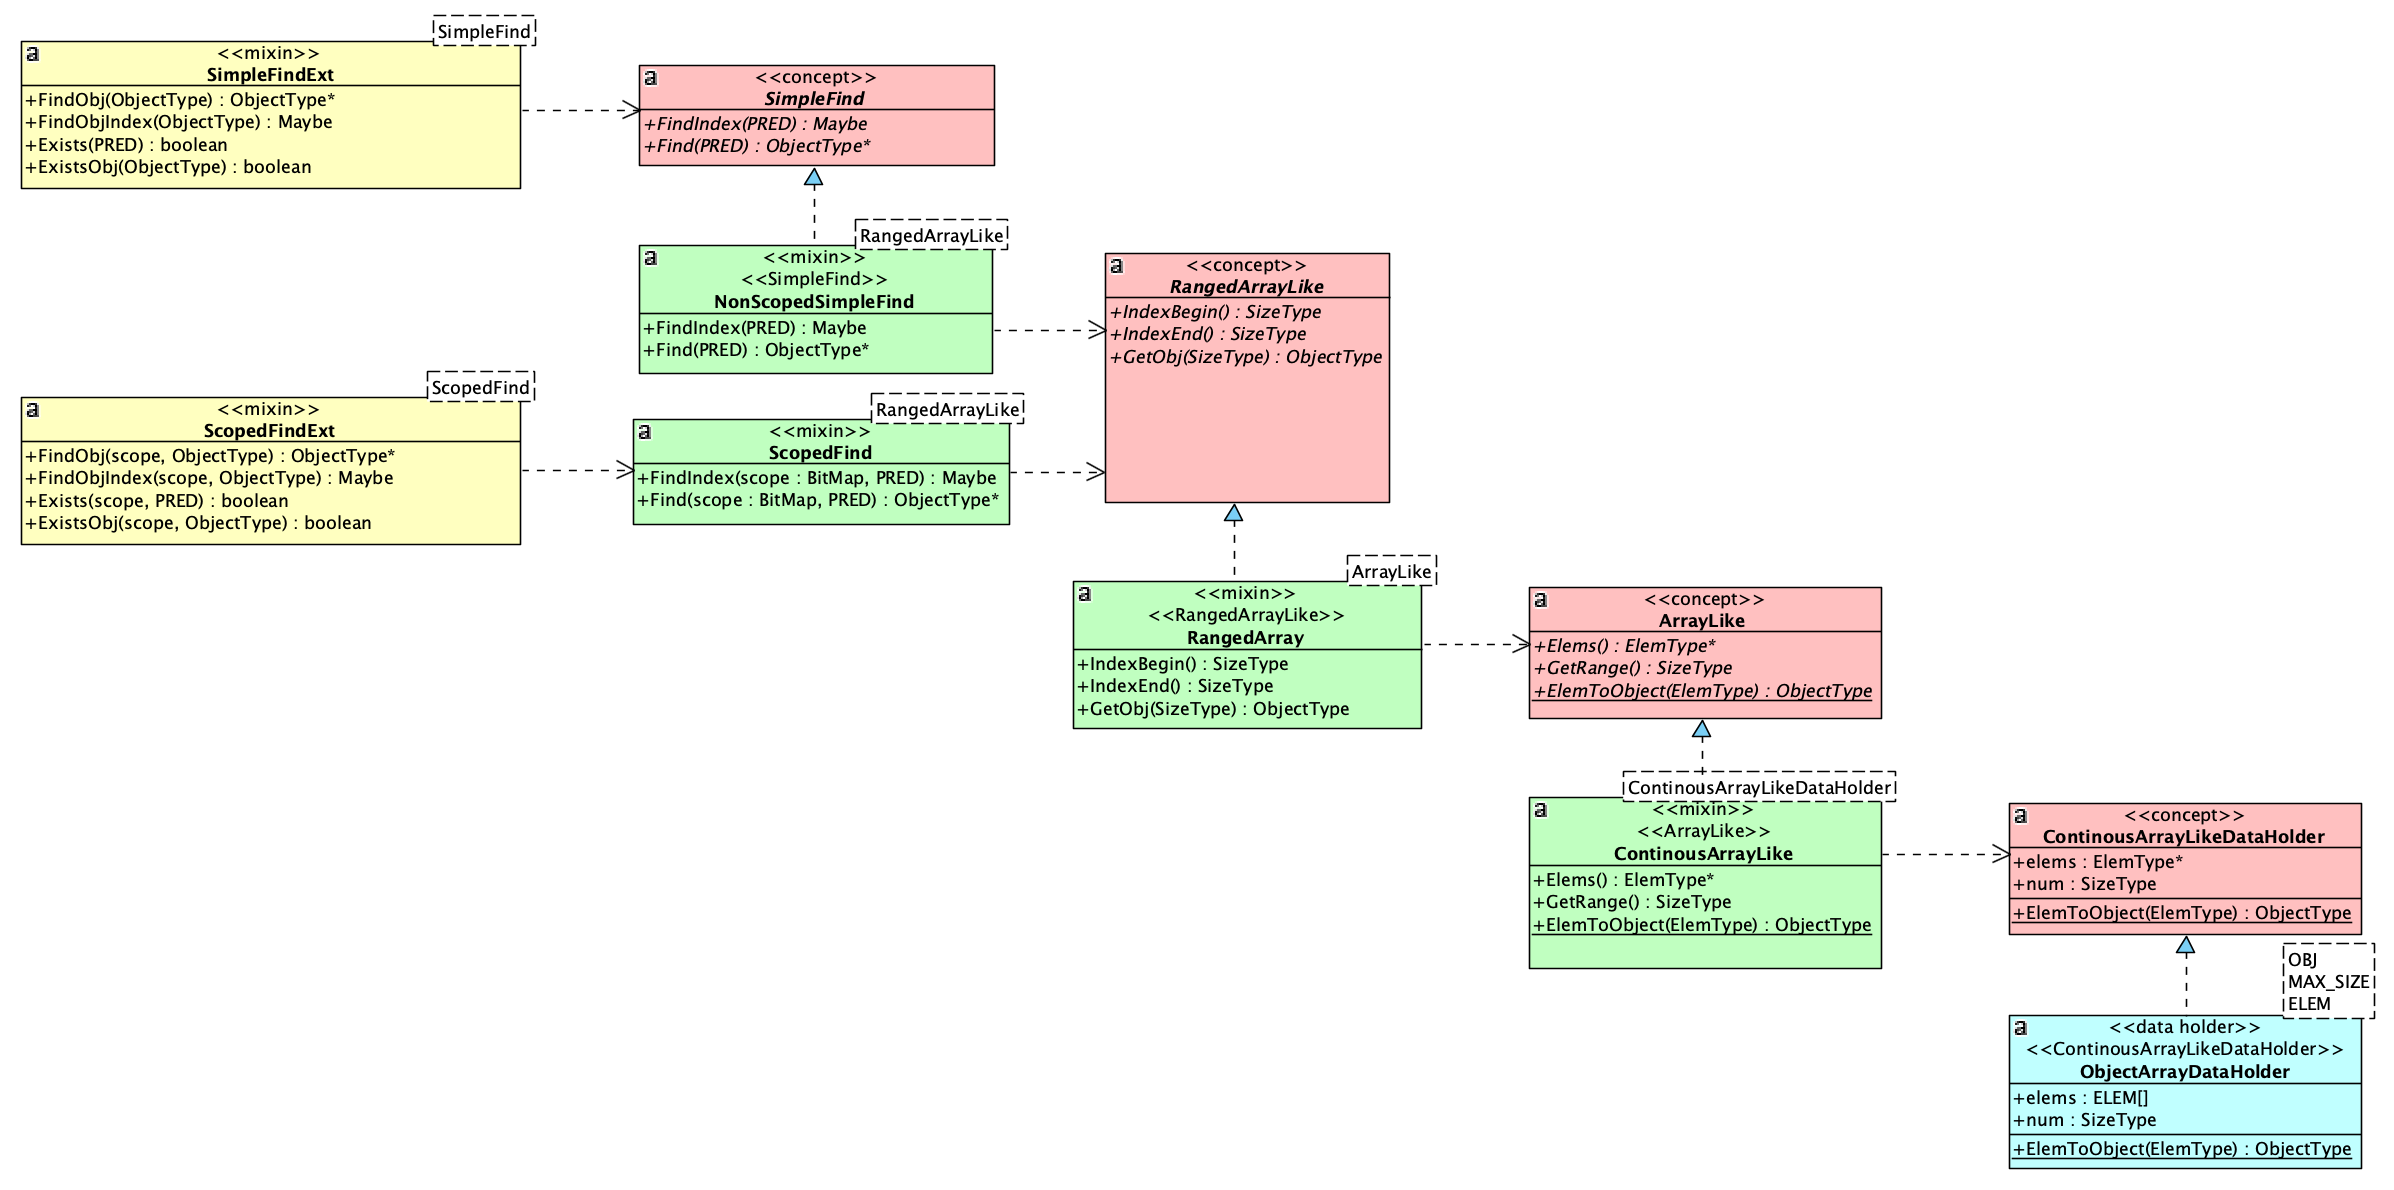 SimpleFind
a
<<mixin>>
SimpleFindExt
+FindObj(ObjectType) : ObjectType*
+FindObjIndex(ObjectType) : Maybe
+Exists(PRED) : boolean
+ExistsObj(ObjectType) : boolean
a
<<concept>>
SimpleFind
+FindIndex(PRED) : Maybe
+Find(PRED) : ObjectType*
RangedArrayLike
a
<<mixin>>
<<SimpleFind>>
NonScopedSimpleFind
+FindIndex(PRED) : Maybe
+Find(PRED) : ObjectType*
a
<<concept>>
RangedArrayLike
+IndexBegin() : SizeType
+IndexEnd() : SizeType
+GetObj(SizeType) : ObjectType
ScopedFind
a
<<mixin>>
ScopedFindExt
+FindObj(scope, ObjectType) : ObjectType*
+FindObjIndex(scope, ObjectType) : Maybe
+Exists(scope, PRED) : boolean
+ExistsObj(scope, ObjectType) : boolean
RangedArrayLike
a
<<mixin>>
ScopedFind
+FindIndex(scope : BitMap, PRED) : Maybe
+Find(scope : BitMap, PRED) : ObjectType*
ArrayLike
a
<<mixin>>
<<RangedArrayLike>>
RangedArray
+IndexBegin() : SizeType
+IndexEnd() : SizeType
+GetObj(SizeType) : ObjectType
a
<<concept>>
ArrayLike
+Elems() : ElemType*
+GetRange() : SizeType
+ElemToObject(ElemType) : ObjectType
ContinousArrayLikeDataHolder
a
<<mixin>>
<<ArrayLike>>
ContinousArrayLike
+Elems() : ElemType*
+GetRange() : SizeType
+ElemToObject(ElemType) : ObjectType
a
<<concept>>
ContinousArrayLikeDataHolder
+elems : ElemType*
+num : SizeType
+ElemToObject(ElemType) : ObjectType
OBJ
MAX_SIZE
ELEM
a
<<data holder>>
<<ContinousArrayLikeDataHolder>>
ObjectArrayDataHolder
+elems : ELEM[]
+num : SizeType
+ElemToObject(ElemType) : ObjectType